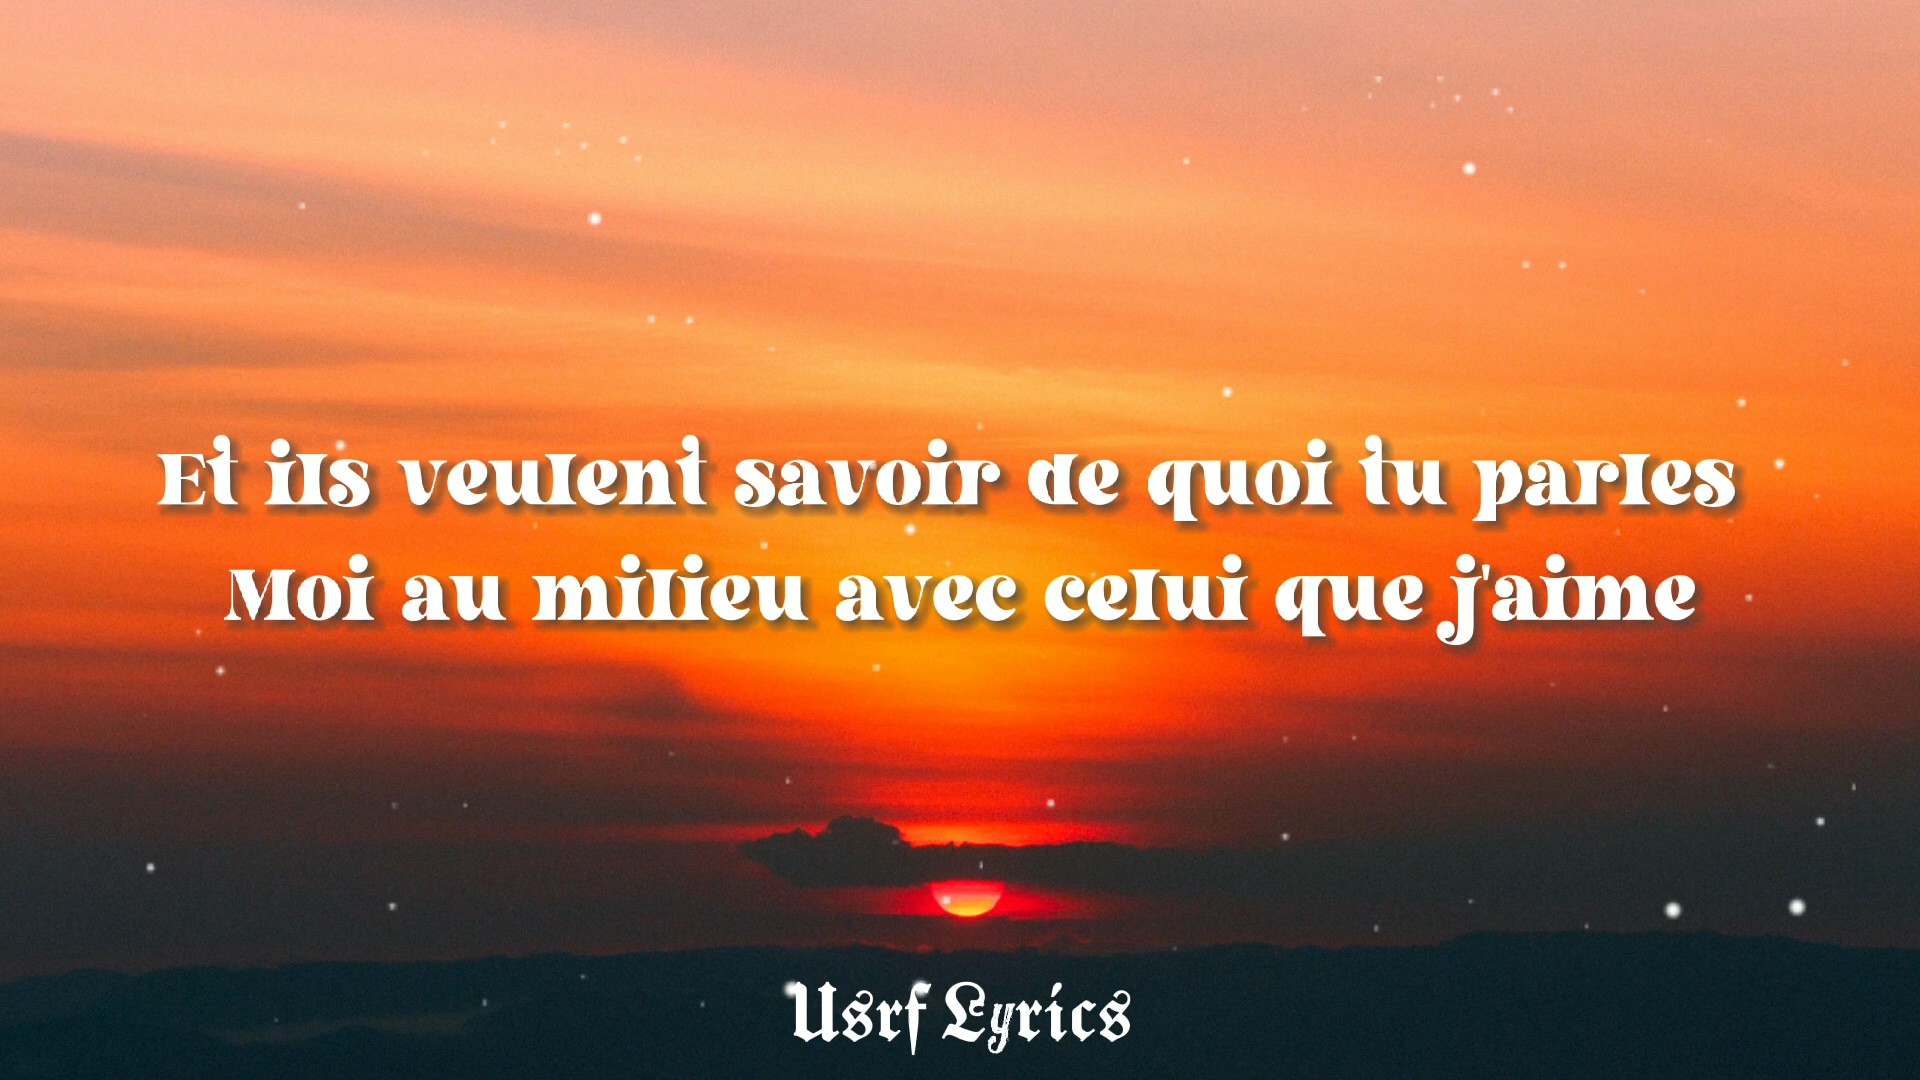 Et ils veulent savoir de quoi tu parles
Moi au milieu avec celui que j'aime
Usrf Lyrics